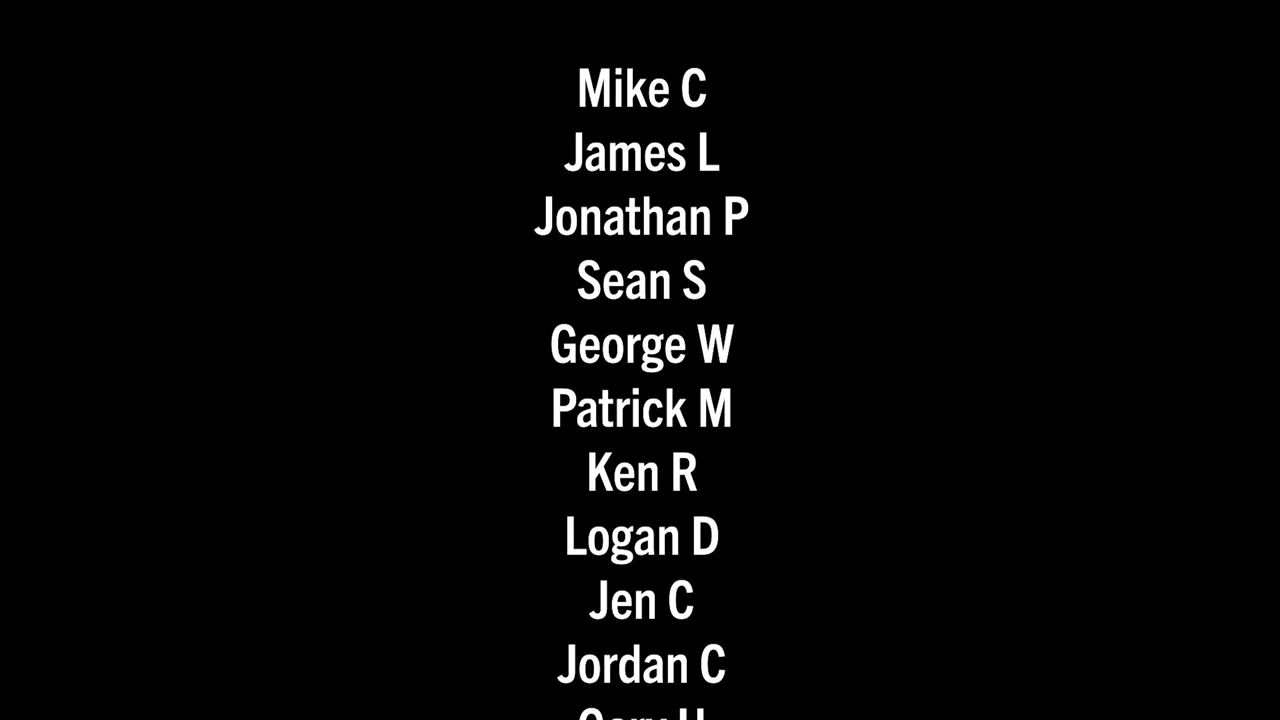 Mike C
James L
Jonathan P
Sean S
George W
Patrick M
Ken R
Logan D
Jen C
Jordan C